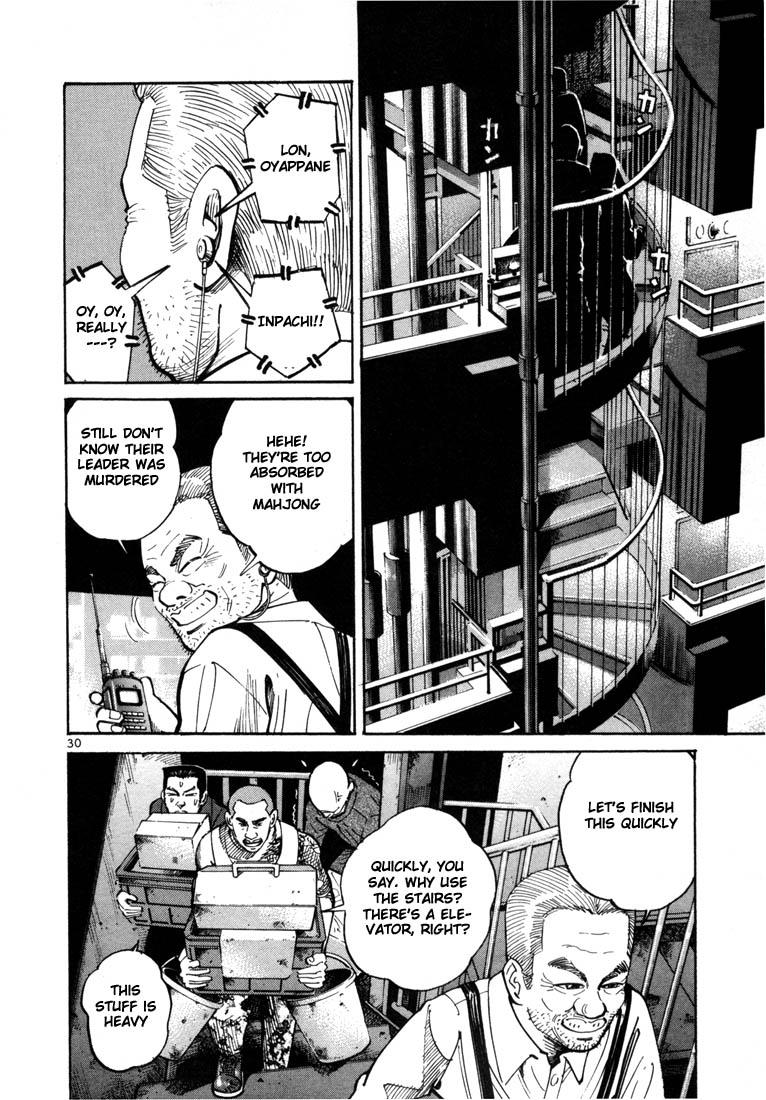 カン
カン
カン
LON,
OYAPPANE
INPACHI!!
OY, OY,
REALLY
---?
HEHE!
THEY'RE TOO
ABSORBED
WITH
MAHJONG
STILL DON'T
KNOW THEIR
LEADER WAS
MURDERED
30
LET'S FINISH
THIS QUICKLY
QUICKLY, YOU
SAY. WHY USE
THE STAIRS?
THERE'S A ELE-
VATOR, RIGHT?
THIS
STUFF IS
HEAVY